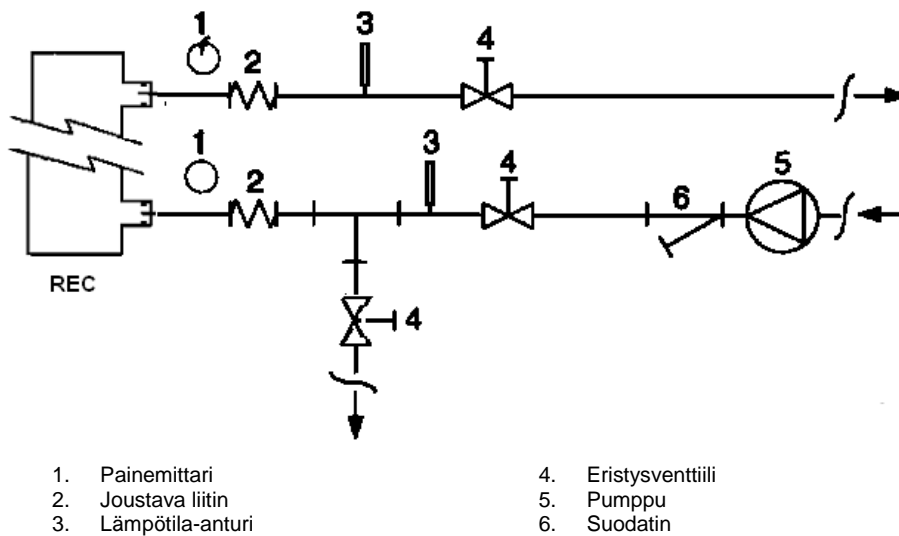 1
2
3
4
1
2
3
4
6
5
REC
4
1. Painemittari
2. Joustava liitin
3. Lämpötila-anturi
4. Eristysventtiili
5. Pumppu
6. Suodatin